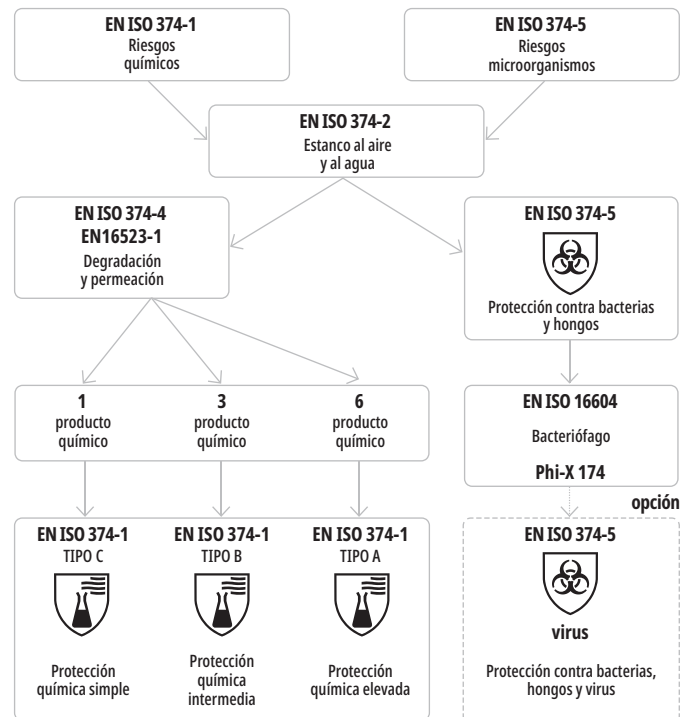 EN ISO 374-1
Riesgos
químicos
EN ISO 374-5
Riesgos
microorganismos
EN ISO 374-2
Estanco al aire
y al agua
EN ISO 374-4
EN16523-1
Degradación
y permeación
EN ISO 374-5
Protección contra bacterias
y hongos
1
producto
químico
3
producto
químico
6
producto
químico
EN ISO 16604
Bacteriófago
Phi-X 174
opción
EN ISO 374-1
TIPO C
Protección
química simple
EN ISO 374-1
TIPO B
Protección
química
intermedia
EN ISO 374-1
TIPO A
Protección
química elevada
EN ISO 374-5
virus
Protección contra bacterias,
hongos y virus